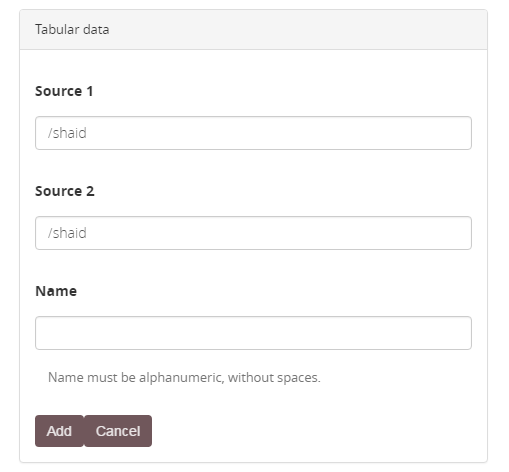 Tabular data
Source 1
/shaid
Source 2
/shaid
Name
Name must be alphanumeric, without spaces.
Add Cancel